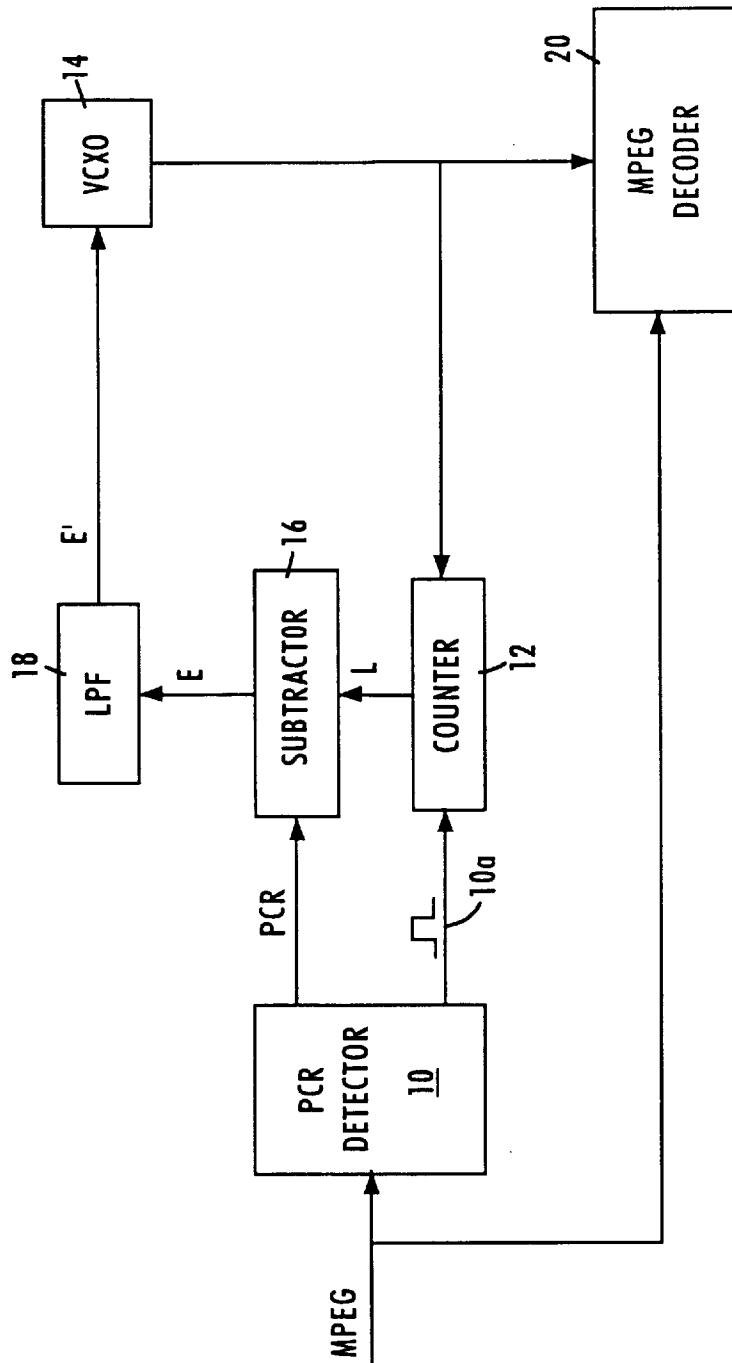 MPEG
PCR
DETECTOR
10
PCR
10a
COUNTER
12
L
SUBTRACTOR
16
E
LPF
18
E'
VCXO
14
MPEG
DECODER
20